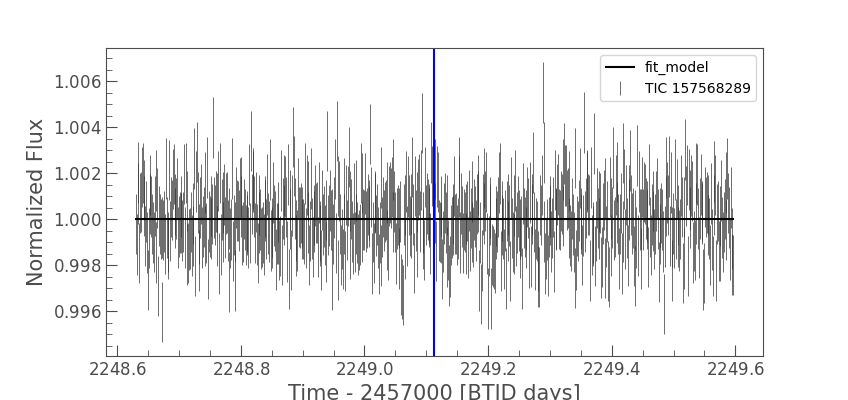 fit_model
TIC 157568289
1.006
1.004
1.002
1.000
0.998
0.996
Normalized Flux
2248.6 2248.8 2249.0 2249.2 2249.4 2249.6
Time - 2457000 [BTJD days]